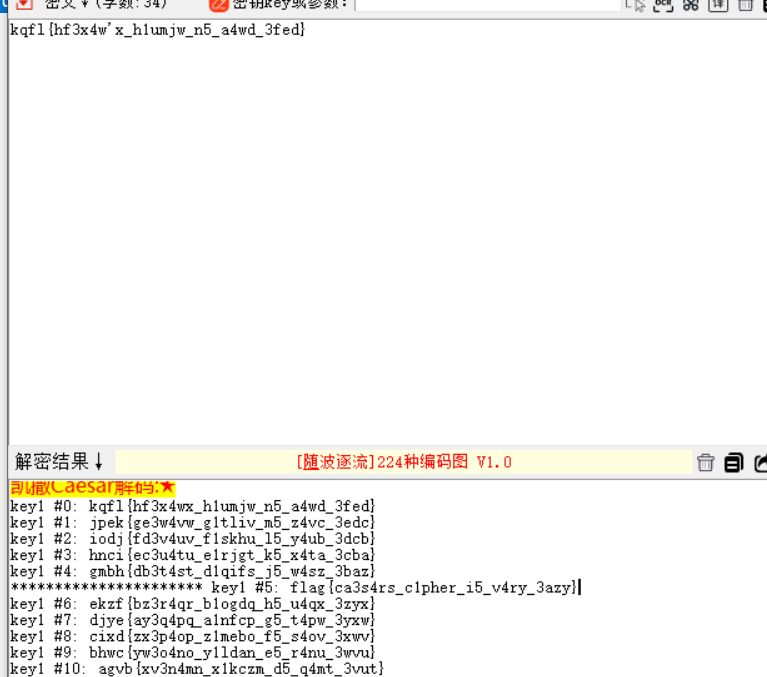 密文↓(字数:34) 密钥key或参数:
kqfl{hf3x4w'x_h1umjw_n5_a4wd_3fed}
解密结果↓ [随波逐流]224种编码图 V1.0
凯撒Caesar解码:★
key1 #0: kqfl{hf3x4wx_h1umjw_n5_a4wd_3fed}
key1 #1: jpek{ge3w4vw_g1tliv_m5_z4vc_3edc}
key1 #2: iodj{fd3v4uv_f1skhu_l5_y4ub_3dcb}
key1 #3: hnci{ec3u4tu_e1rjgt_k5_x4ta_3cba}
key1 #4: gmbh{db3t4st_d1qifs_j5_w4sz_3baz}
********************** key1 #5: flag{ca3s4rs_c1pher_i5_v4ry_3azy}
key1 #6: ekzf{bz3r4qr_b1ogdq_h5_u4qx_3zyx}
key1 #7: djye{ay3q4pq_a1nfcp_g5_t4pw_3yxw}
key1 #8: cixd{zx3p4op_z1mebo_f5_s4ov_3xwv}
key1 #9: bhwc{yw3o4no_y1ldan_e5_r4nu_3wvu}
key1 #10: agvb{xv3n4mn_x1kczm_d5_q4mt_3vut}